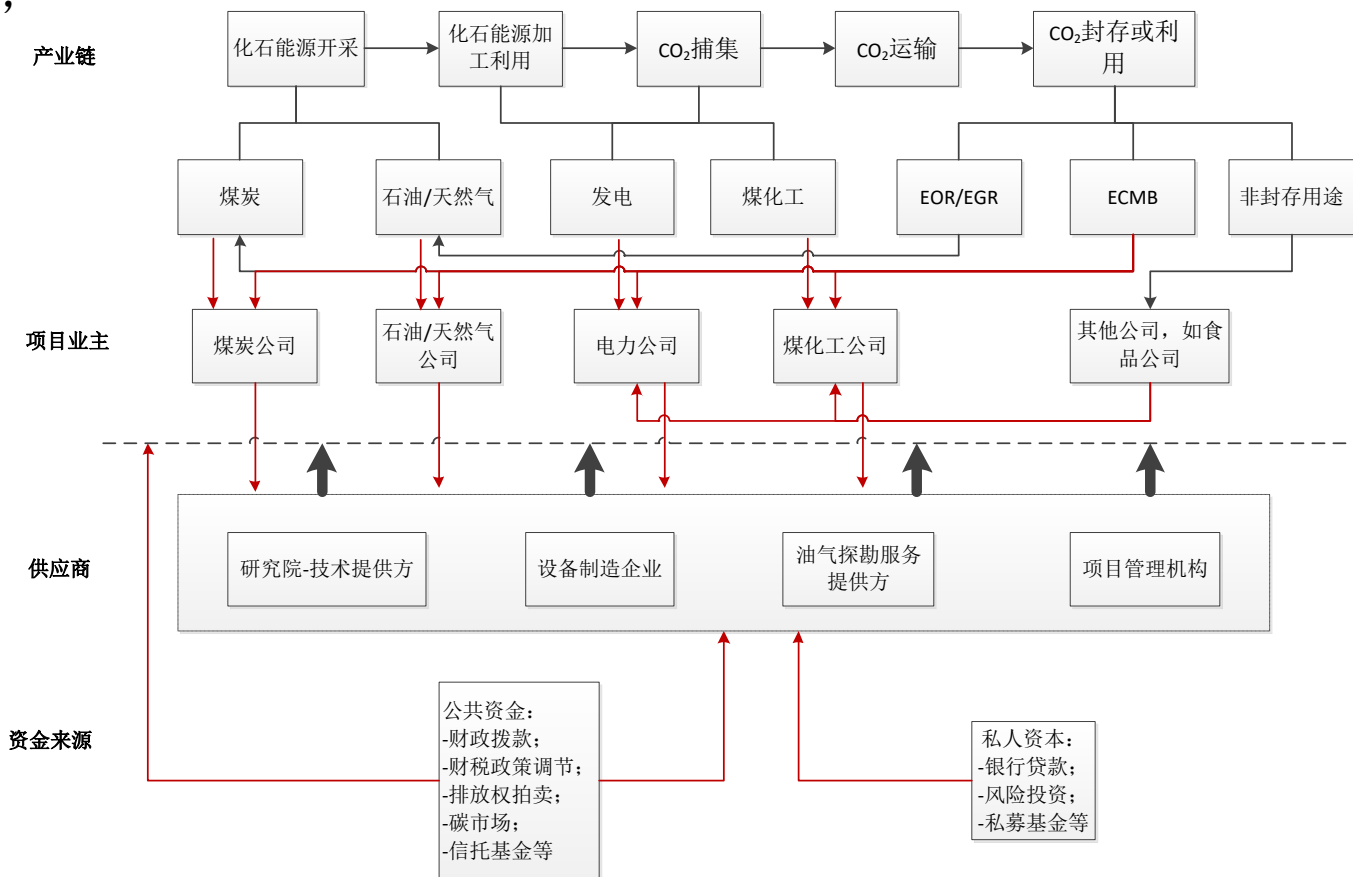 ，
产业链
化石能源开采
化石能源加
工利用
CO₂捕集
CO₂运输
CO₂封存或利
用
煤炭
石油/天然气
发电
煤化工
EOR/EGR
ECMB
非封存用途
项目业主
煤炭公司
石油/天然气
公司
电力公司
煤化工公司
其他公司，如食
品公司
供应商
研究院-技术提供方
设备制造企业
油气探勘服务
提供方
项目管理机构
资金来源
公共资金：
-财政拨款；
-财税政策调节；
-排放权拍卖；
-碳市场；
-信托基金等
私人资本：
-银行贷款；
-风险投资；
-私募基金等